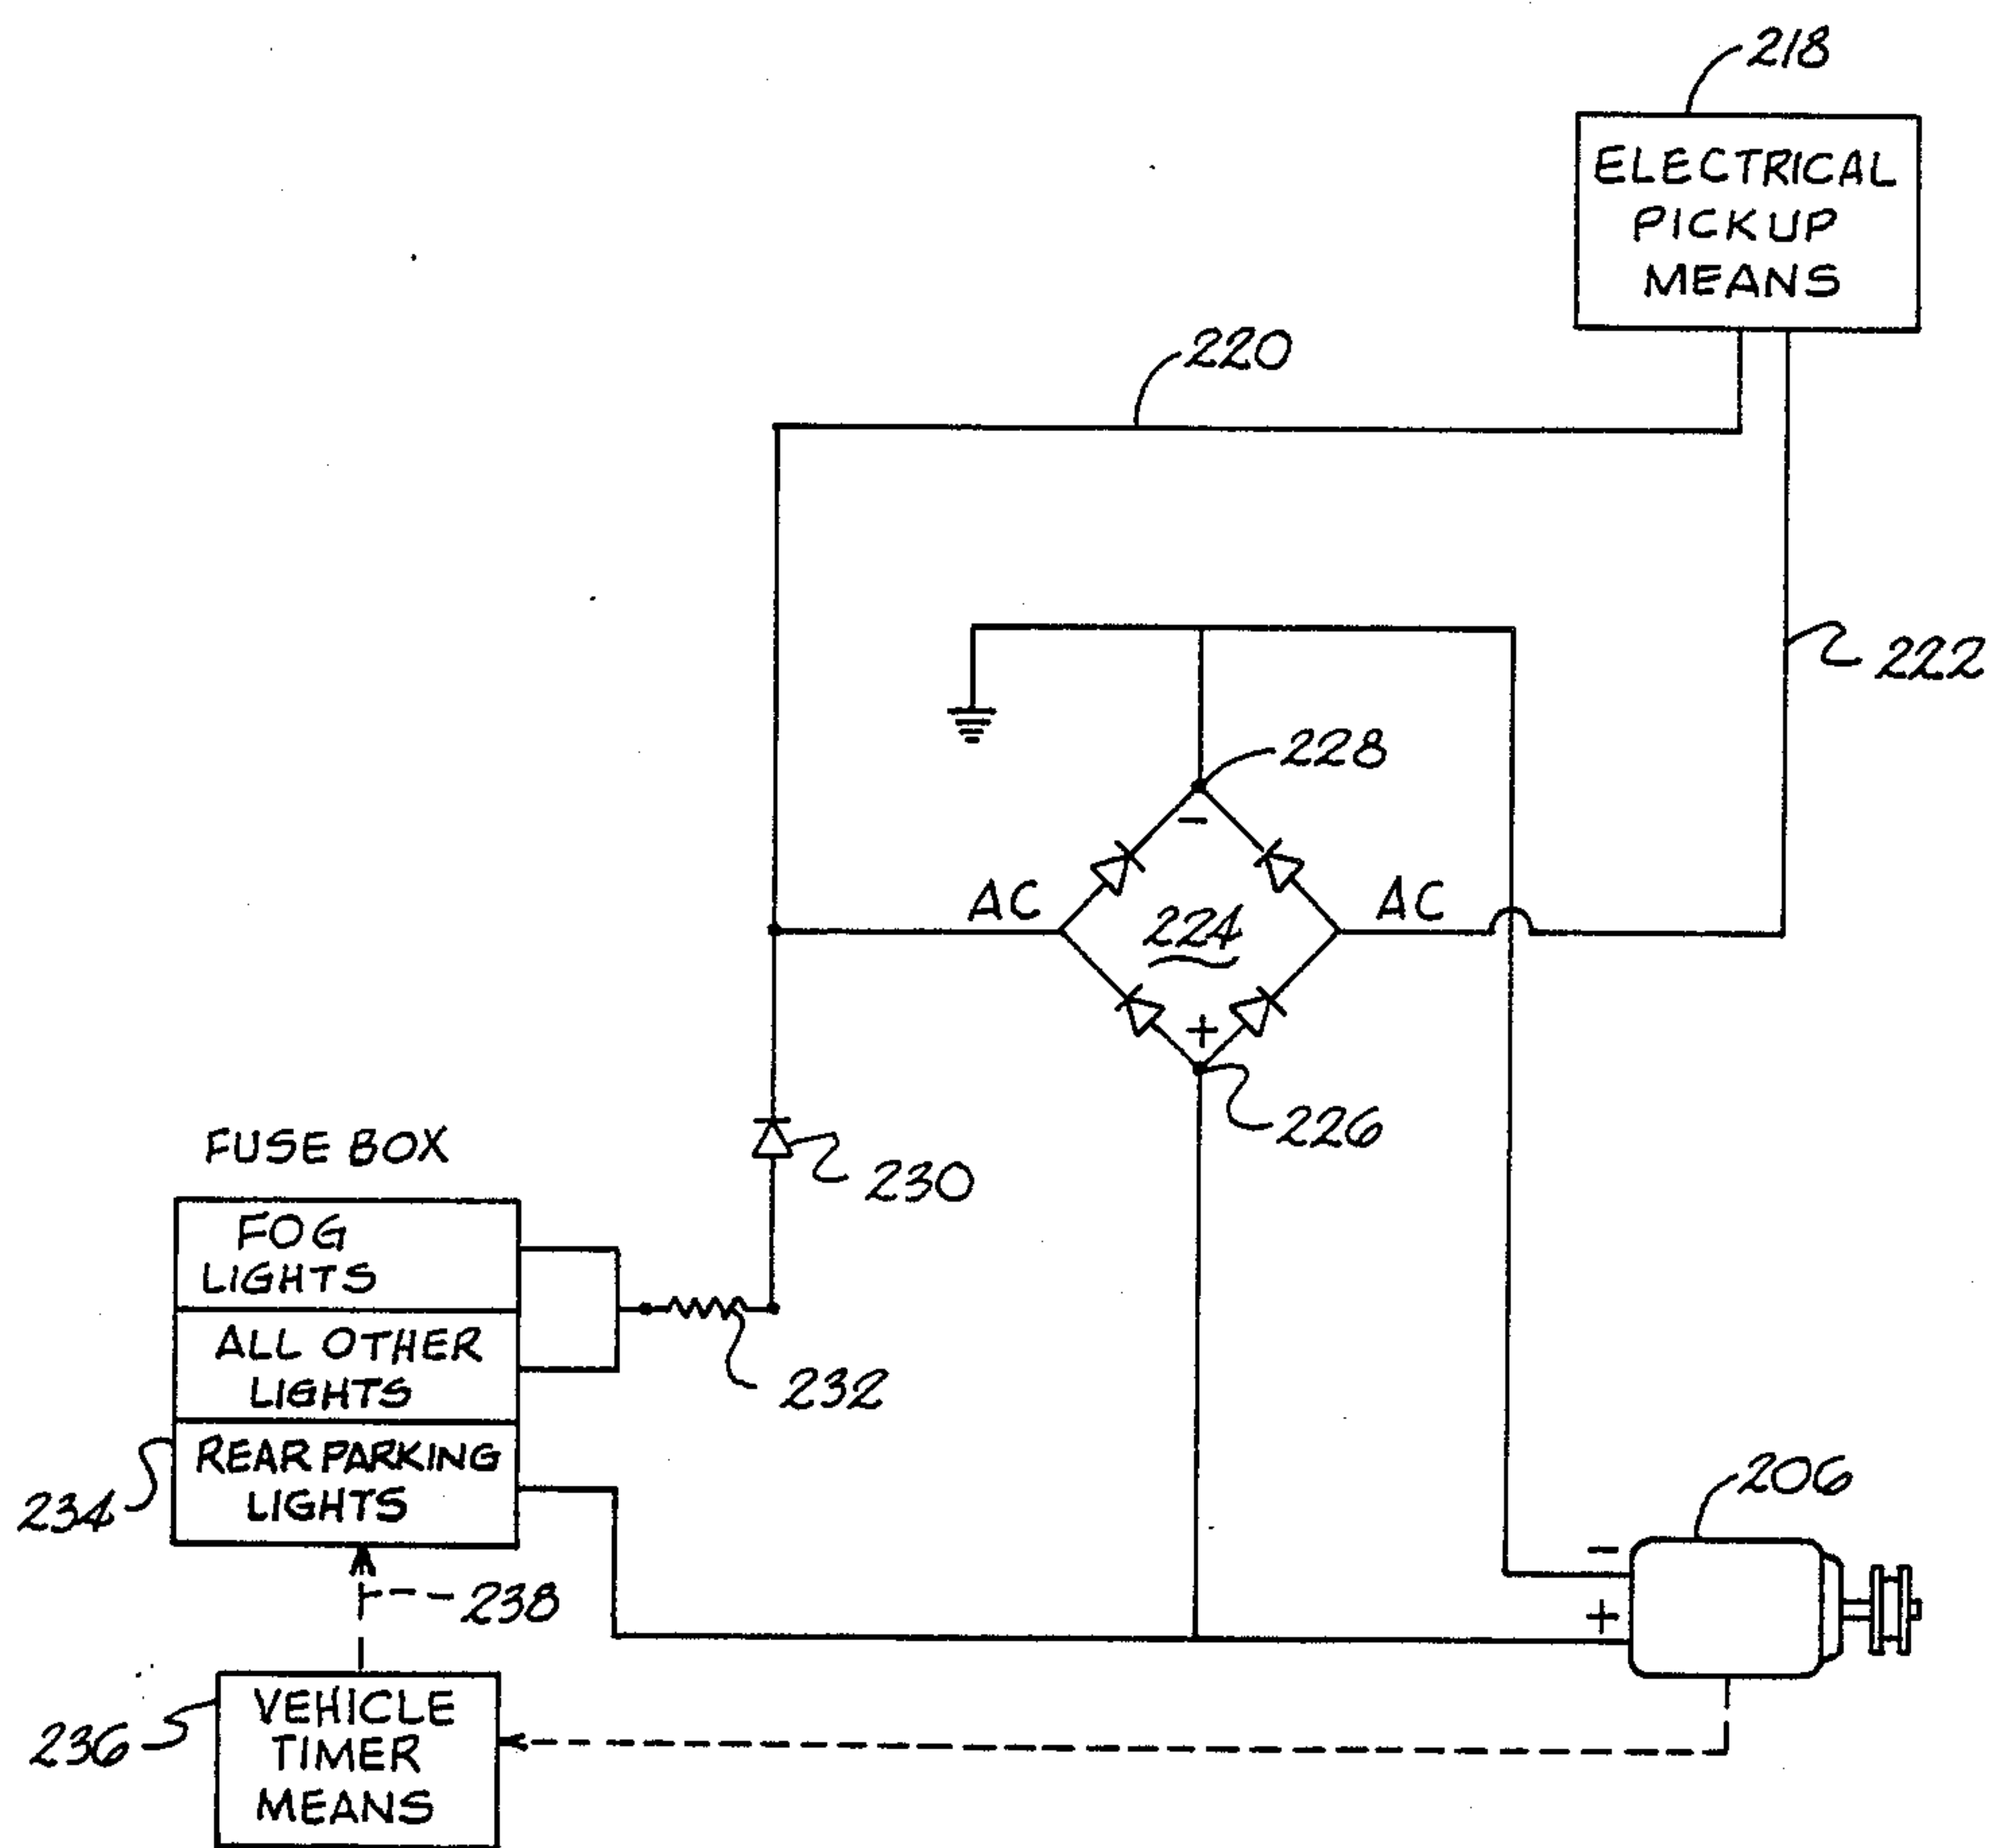 218
ELECTRICAL
PICKUP
MEANS
220
222
228
-
AC
AC
224
+
226
FUSE BOX
230
FOG
LIGHTS
ALL OTHER
LIGHTS
232
REAR PARKING
LIGHTS
234
206
-
+
238
VEHICLE
TIMER
MEANS
236